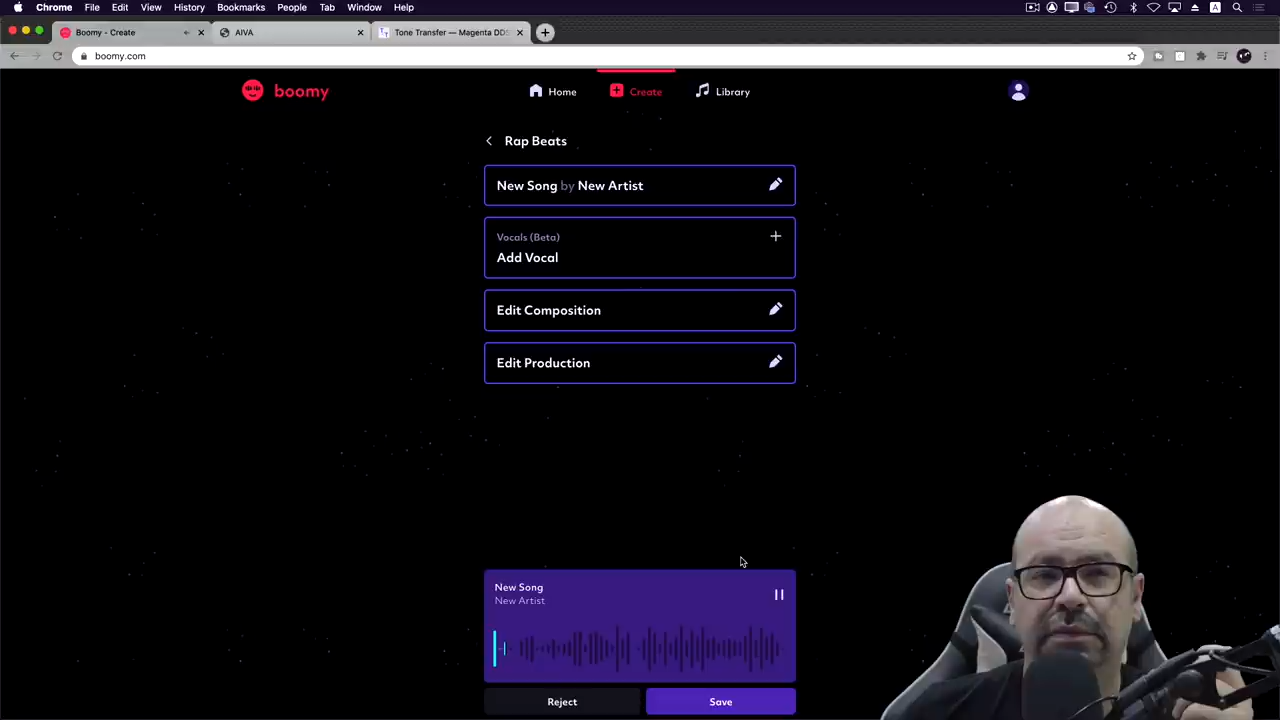 Chrome File Edit View History Bookmarks People Tab Window Help
Boomy - Create
AIVA
Tone Transfer — Magenta DDS
boomy.com
boomy
Home
Create
Library
Rap Beats
New Song by New Artist
Vocals (Beta)
Add Vocal
Edit Composition
Edit Production
New Song
New Artist
Reject
Save